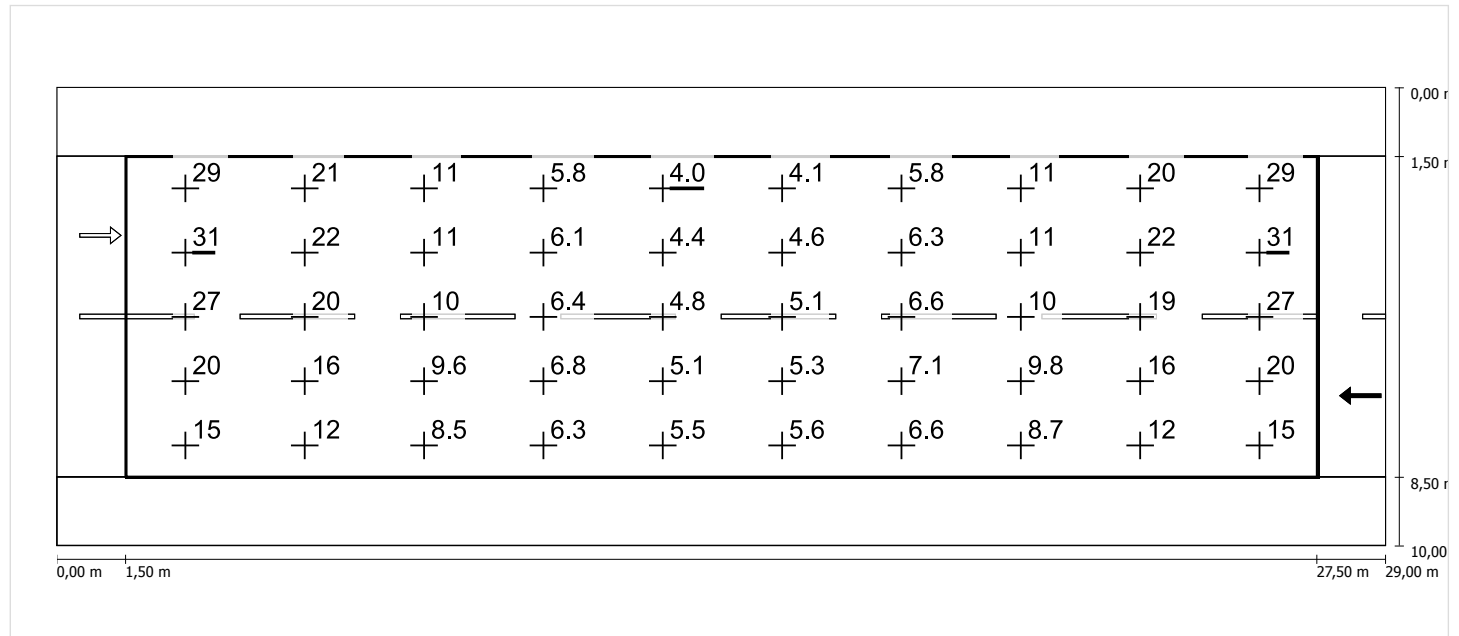 0,00 m
1,50 m
29 21 11 5.8 4.0 4.1 5.8 11 20 29
31 22 11 6.1 4.4 4.6 6.3 11 22 31
27 20 10 6.4 4.8 5.1 6.6 10 19 27
20 16 9.6 6.8 5.1 5.3 7.1 9.8 16 20
15 12 8.5 6.3 5.5 5.6 6.6 8.7 12 15
8,50 m
10,00
0,00 m 1,50 m 27,50 m 29,00 m